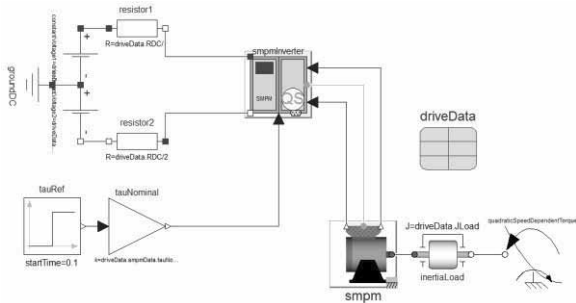 resistor1
R=driveData.RDC/
smpmInverter
SMPM
QS
groundDC
resistor2
R=driveData.RDC/2
driveData
tauRef
tauNominal
startTime=0.1
J=driveData.JLoad
quadraticSpeedDependentTorque
inertiaLoad
smpm